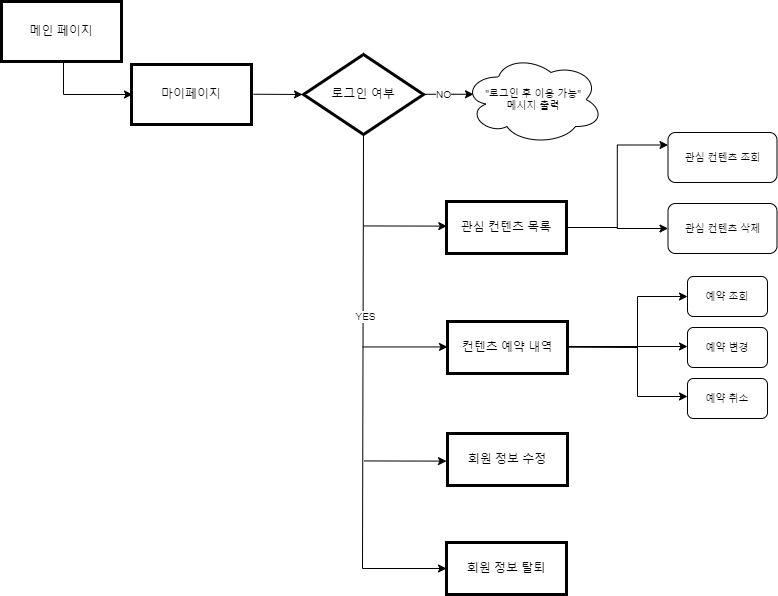 메인 페이지
마이페이지
로그인 여부
NO
"로그인 후 이용 가능"
메시지 출력
관심 컨텐츠 조회
관심 컨텐츠 목록
관심 컨텐츠 삭제
예약 조회
YES
컨텐츠 예약 내역
예약 변경
예약 취소
회원 정보 수정
회원 정보 탈퇴